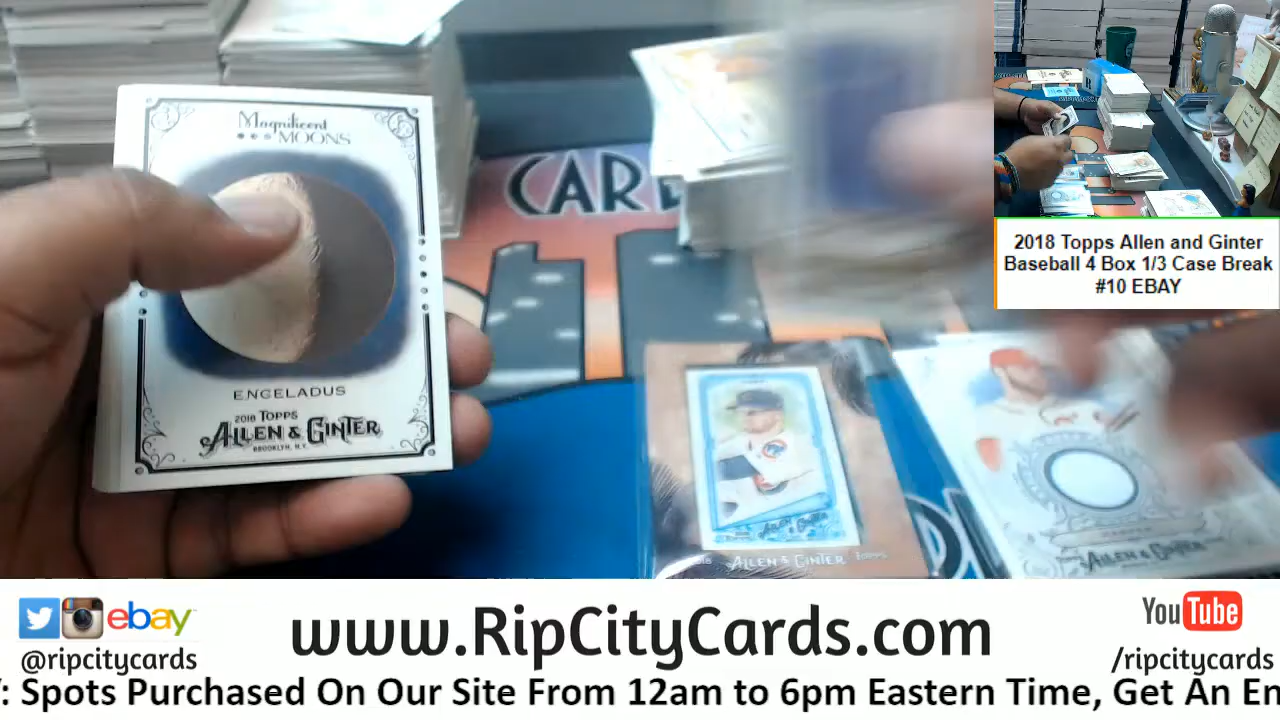 Magnificent
MOONS
ENCELADUS
2018 TOPPS
ALLEN & GINTER
BROOKLYN, N.Y.
CAR
ALLEN & GINTER
TOPPS
ALLEN & GINTER
2018 Topps Allen and Ginter
Baseball 4 Box 1/3 Case Break
#10 EBAY
ebay
@ripcitycards
www.RipCityCards.com
YouTube
/ripcitycards
: Spots Purchased On Our Site From 12am to 6pm Eastern Time, Get An En